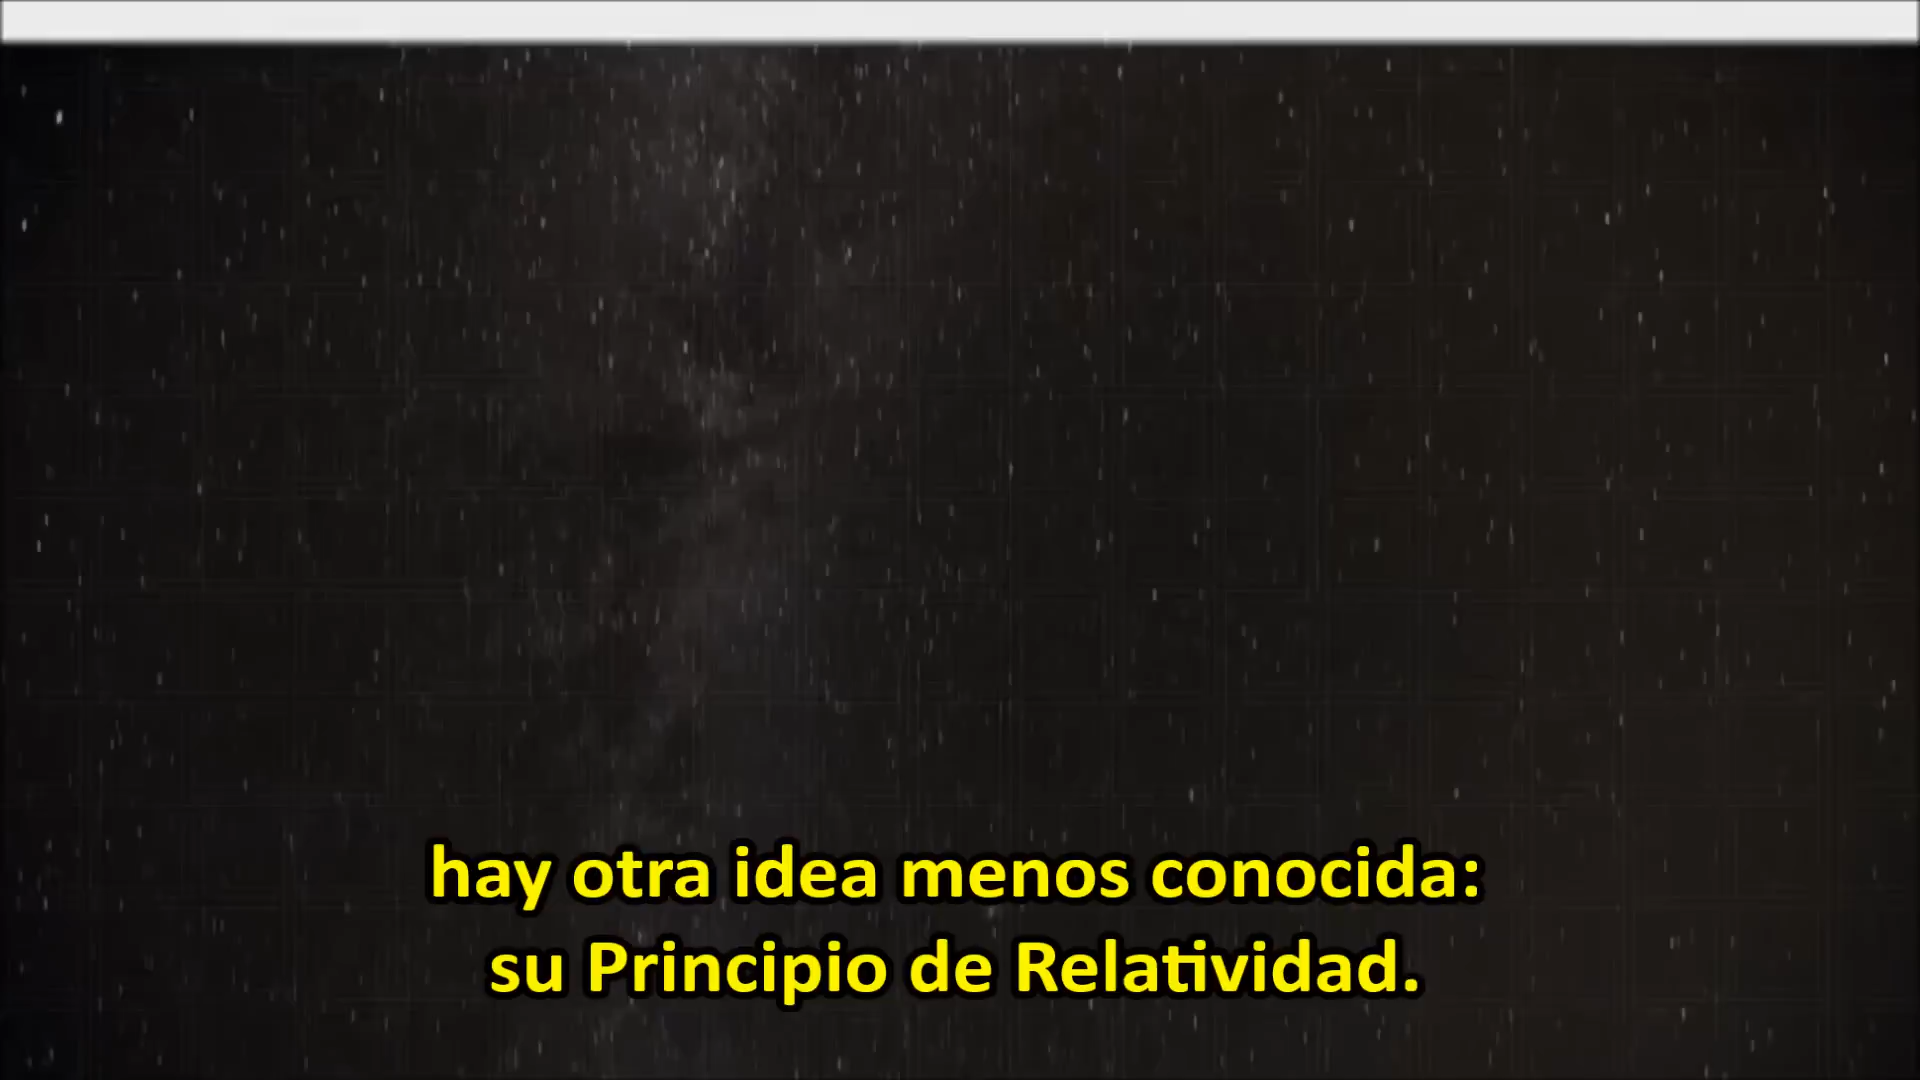 hay otra idea menos conocida:
su Principio de Relatividad.